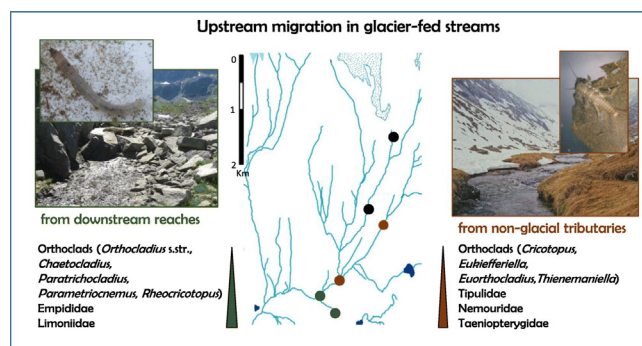 Upstream migration in glacier-fed streams
0
1
2
Km
from downstream reaches
Orthoclads (Orthocladius s.str.,
Chaetocladius,
Paratrichocladius,
Parametriocnemus, Rheocricotopus)
Empididae
Limoniidae
from non-glacial tributaries
Orthoclads (Cricotopus,
Eukiefferiella,
Euorthocladius,Thienemaniella)
Tipulidae
Nemouridae
Taeniopterygidae